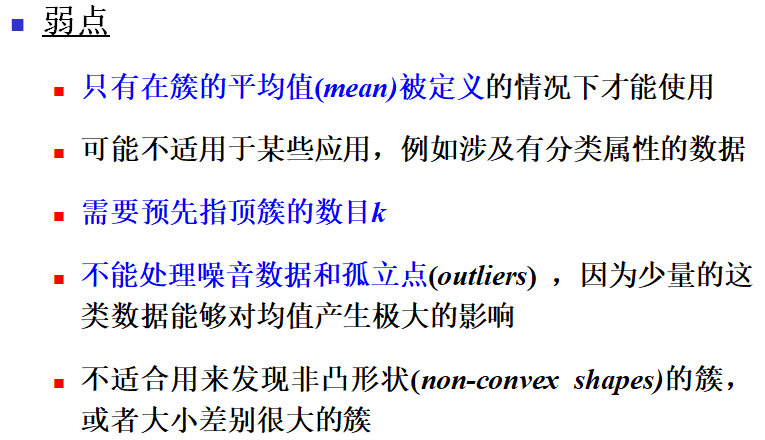 弱点
只有在簇的平均值(mean)被定义的情况下才能使用
可能不适用于某些应用，例如涉及有分类属性的数据
需要预先指顶簇的数目k
不能处理噪音数据和孤立点(outliers) ，因为少量的这
类数据能够对均值产生极大的影响
不适合用来发现非凸形状(non-convex shapes)的簇，
或者大小差别很大的簇